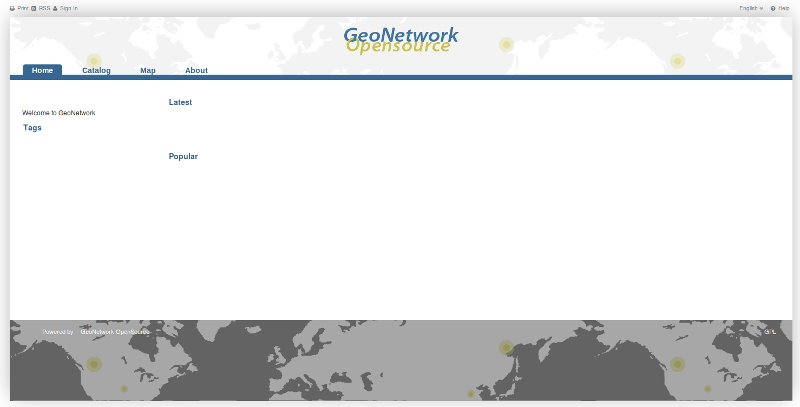 Print RSS Sign In English Help
GeoNetwork
Opensource
Home Catalog Map About
Latest
Welcome to GeoNetwork
Tags
Popular
Powered by GeoNetwork OpenSource GPL